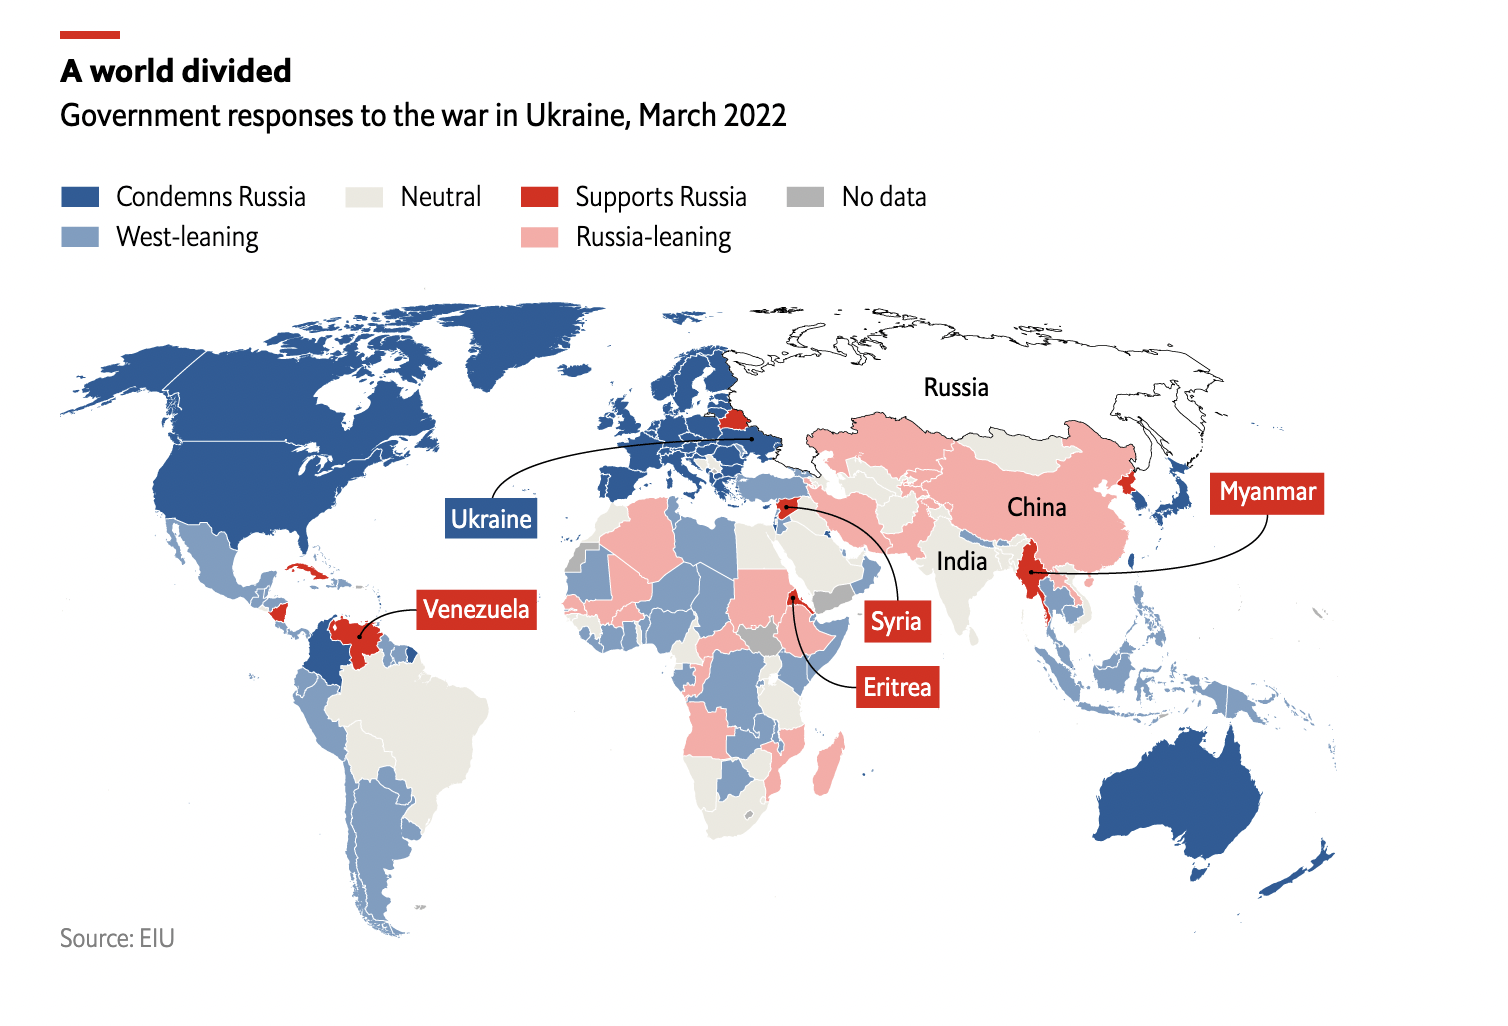 A world divided
Government responses to the war in Ukraine, March 2022
Condemns Russia
Neutral
Supports Russia
No data
West-leaning
Russia-leaning
Russia
Myanmar
China
Ukraine
India
Venezuela
Syria
Eritrea
Source: EIU